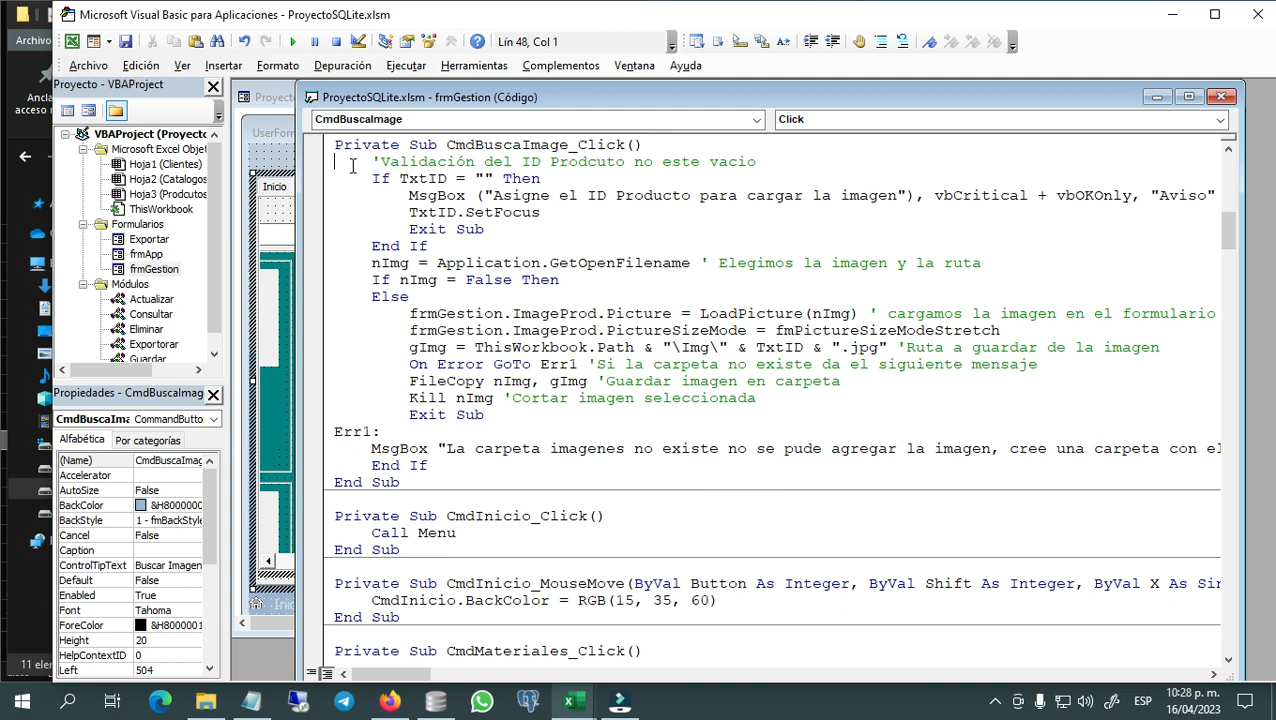 Microsoft Visual Basic para Aplicaciones - ProyectoSQLite.xlsm
Archivo
Lín 48, Col 1
Archivo Edición Ver Insertar Formato Depuración Ejecutar Herramientas Complementos Ventana Ayuda
Proyecto - VBAProject
VBAProject (Proyecto
Microsoft Excel Objet
Hoja1 (Clientes)
Hoja2 (Catalogo
Hoja3 (Productos
ThisWorkbook
Formularios
Exportar
frmApp
frmGestion
Módulos
Actualizar
Consultar
Eliminar
Exportorar
Guardar
Ancla
acceso
Propiedades - CmdBuscaImag
CmdBuscaIma CommandButto
Alfabética Por categorías
(Name) CmdBuscaImag
Accelerator
AutoSize False
BackColor &H8000000
BackStyle 1 - fmBackStyle
Cancel False
Caption
ControlTipText Buscar Imagen
Default False
Enabled True
Font Tahoma
ForeColor &H8000001
Height 20
HelpContextID 0
Left 504
11 ele
Proyecto
UserForm
Inicio
Inic
ProyectoSQLite.xlsm - frmGestion (Código)
CmdBuscaImage Click
Private Sub CmdBuscaImage_Click()
'Validación del ID Prodcuto no este vacio
If TxtID = "" Then
MsgBox ("Asigne el ID Producto para cargar la imagen"), vbCritical + vbOKOnly, "Aviso"
TxtID.SetFocus
Exit Sub
End If
nImg = Application.GetOpenFilename ' Elegimos la imagen y la ruta
If nImg = False Then
Else
frmGestion.ImageProd.Picture = LoadPicture(nImg) ' cargamos la imagen en el formulario
frmGestion.ImageProd.PictureSizeMode = fmPictureSizeModeStretch
gImg = ThisWorkbook.Path & "\Img\" & TxtID & ".jpg" 'Ruta a guardar de la imagen
On Error GoTo Err1 'Si la carpeta no existe da el siguiente mensaje
FileCopy nImg, gImg 'Guardar imagen en carpeta
Kill nImg 'Cortar imagen seleccionada
Exit Sub
Err1:
MsgBox "La carpeta imagenes no existe no se pude agregar la imagen, cree una carpeta con el
End If
End Sub
Private Sub CmdInicio_Click()
Call Menu
End Sub
Private Sub CmdInicio_MouseMove(ByVal Button As Integer, ByVal Shift As Integer, ByVal X As Sin
CmdInicio.BackColor = RGB(15, 35, 60)
End Sub
Private Sub CmdMateriales_Click()
ESP
10:28 p. m.
16/04/2023